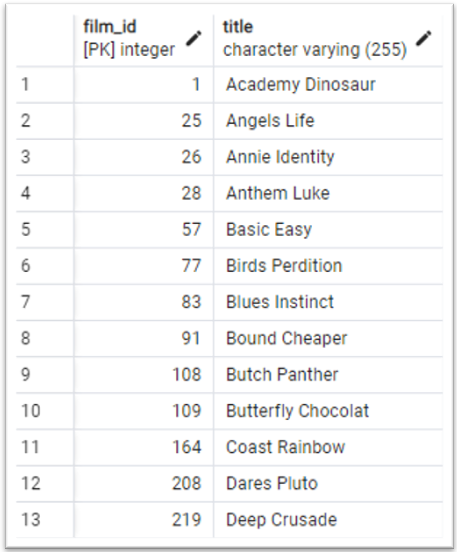 film_id title
[PK] integer character varying (255)
1 1 Academy Dinosaur
2 25 Angels Life
3 26 Annie Identity
4 28 Anthem Luke
5 57 Basic Easy
6 77 Birds Perdition
7 83 Blues Instinct
8 91 Bound Cheaper
9 108 Butch Panther
10 109 Butterfly Chocolat
11 164 Coast Rainbow
12 208 Dares Pluto
13 219 Deep Crusade